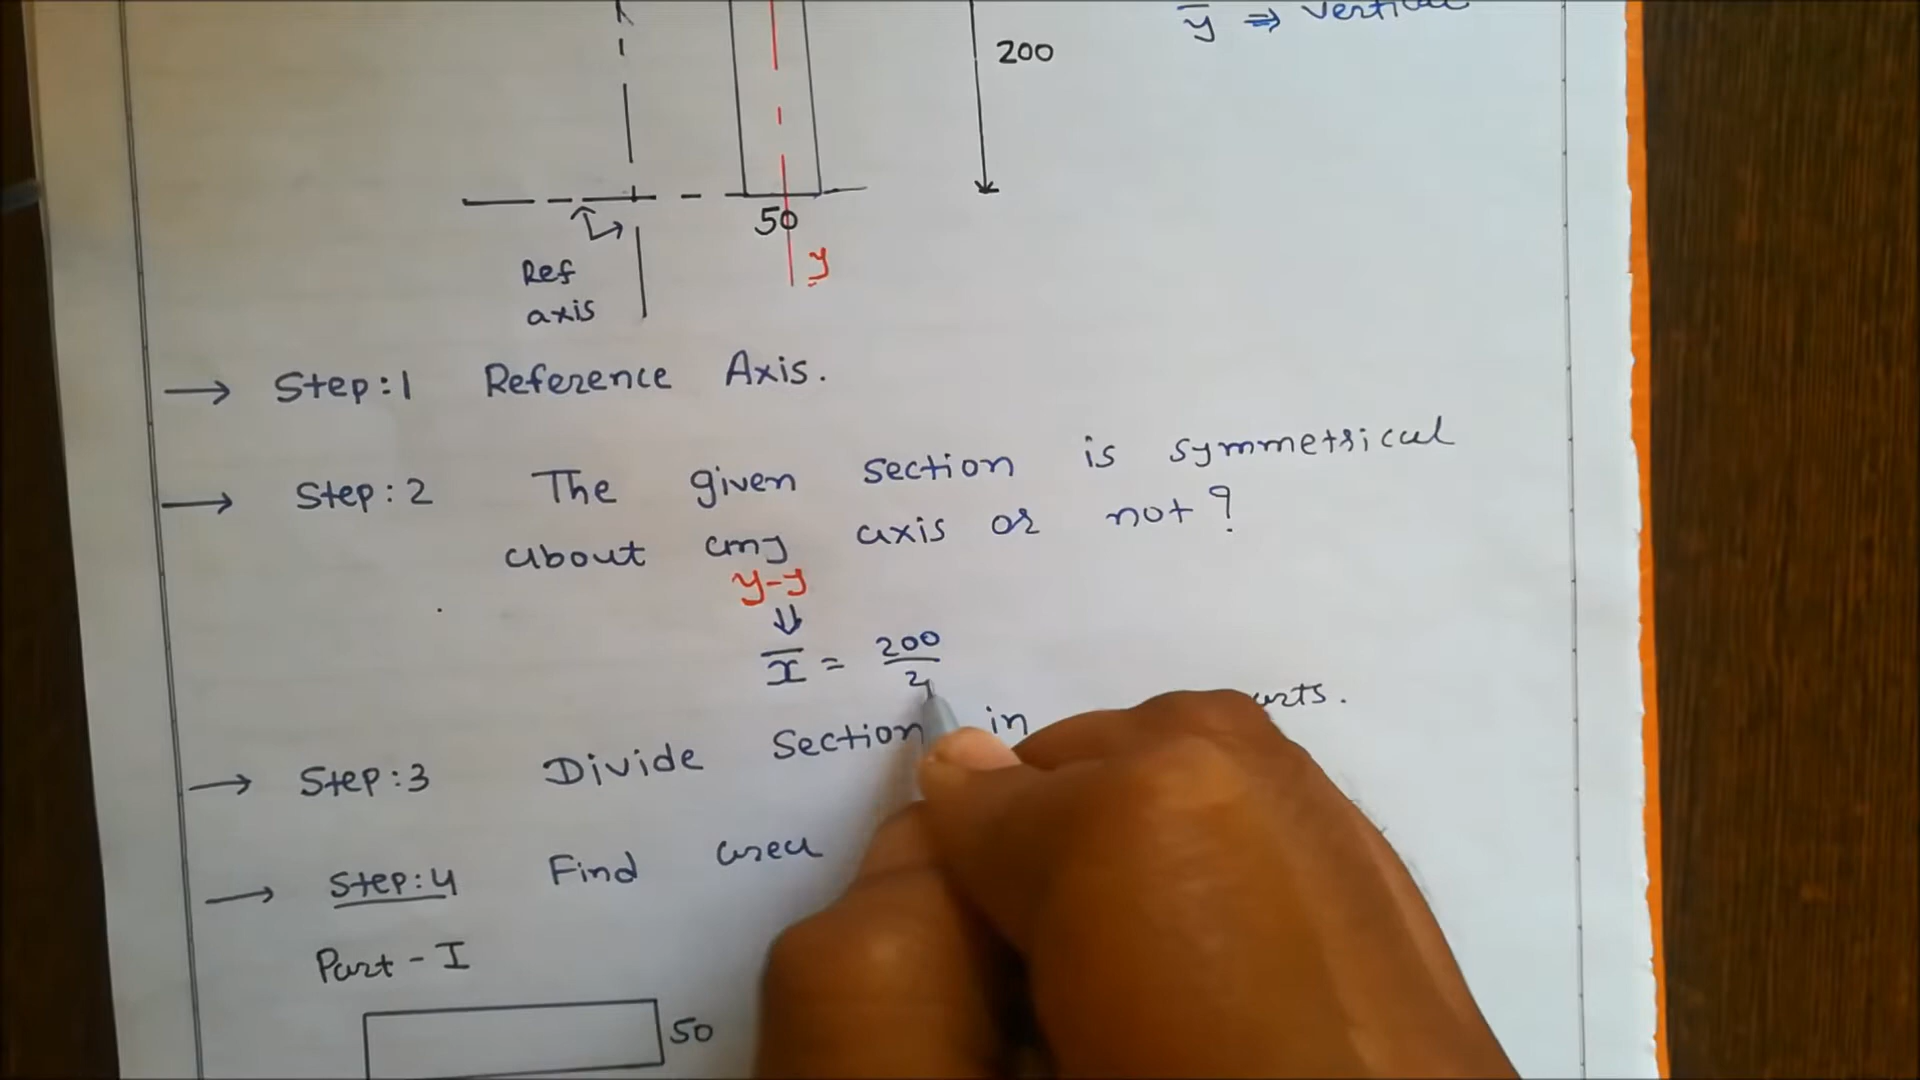 ȳ ⇒
200
50
y
Ref
axis
→ Step:1 Reference Axis.
→ Step:2 The given section is symmetrical
about any axis or not?
y-y
⇓
x̄ = 200/2
→ Step:3 Divide section in
→ Step:4 Find area
Part - I
50